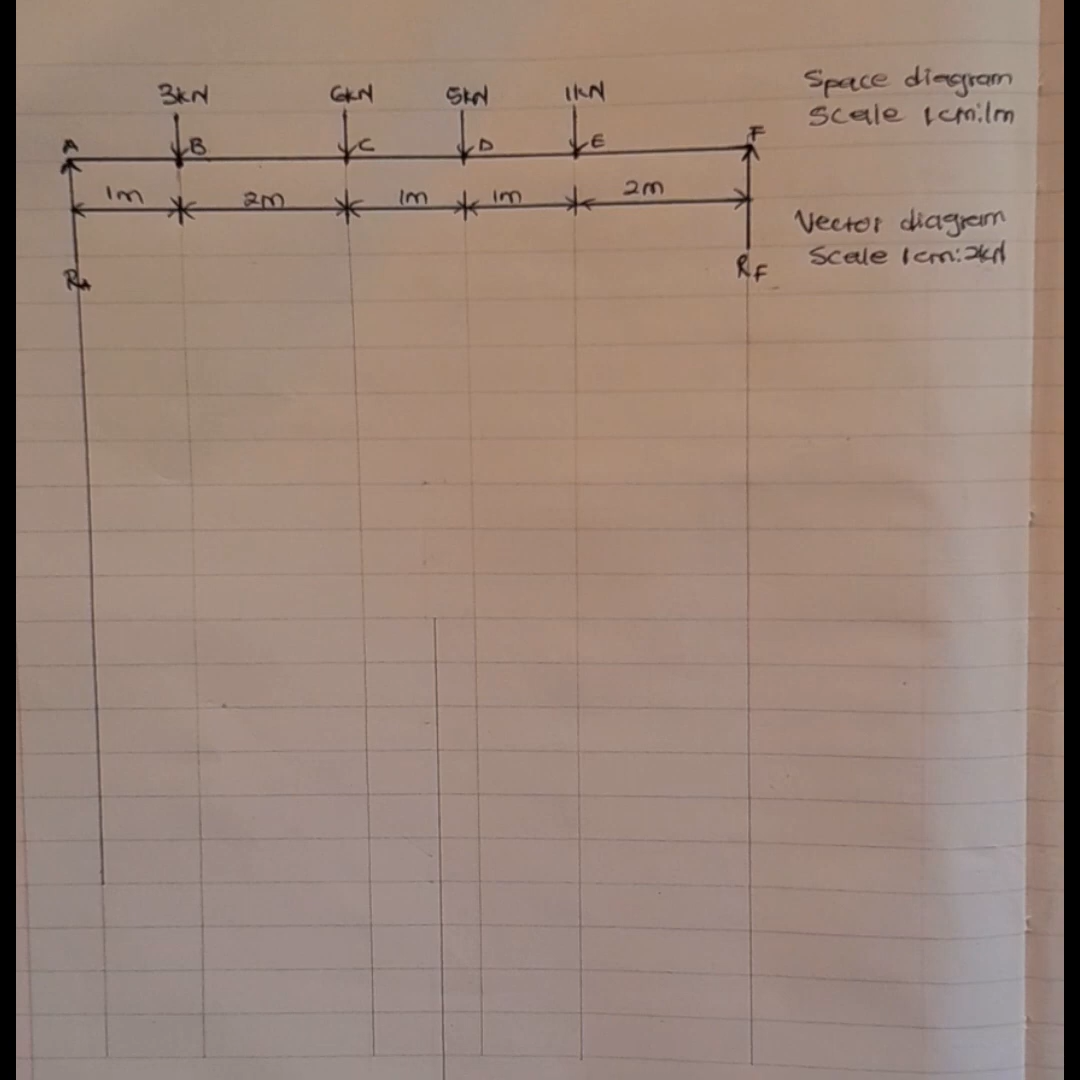 3kN 6kN 5kN 1kN
Space diagram
Scale 1cm:1m
A B C D E F
1m 2m 1m 1m 2m
Vector diagram
Scale 1cm:2kN
RA RF